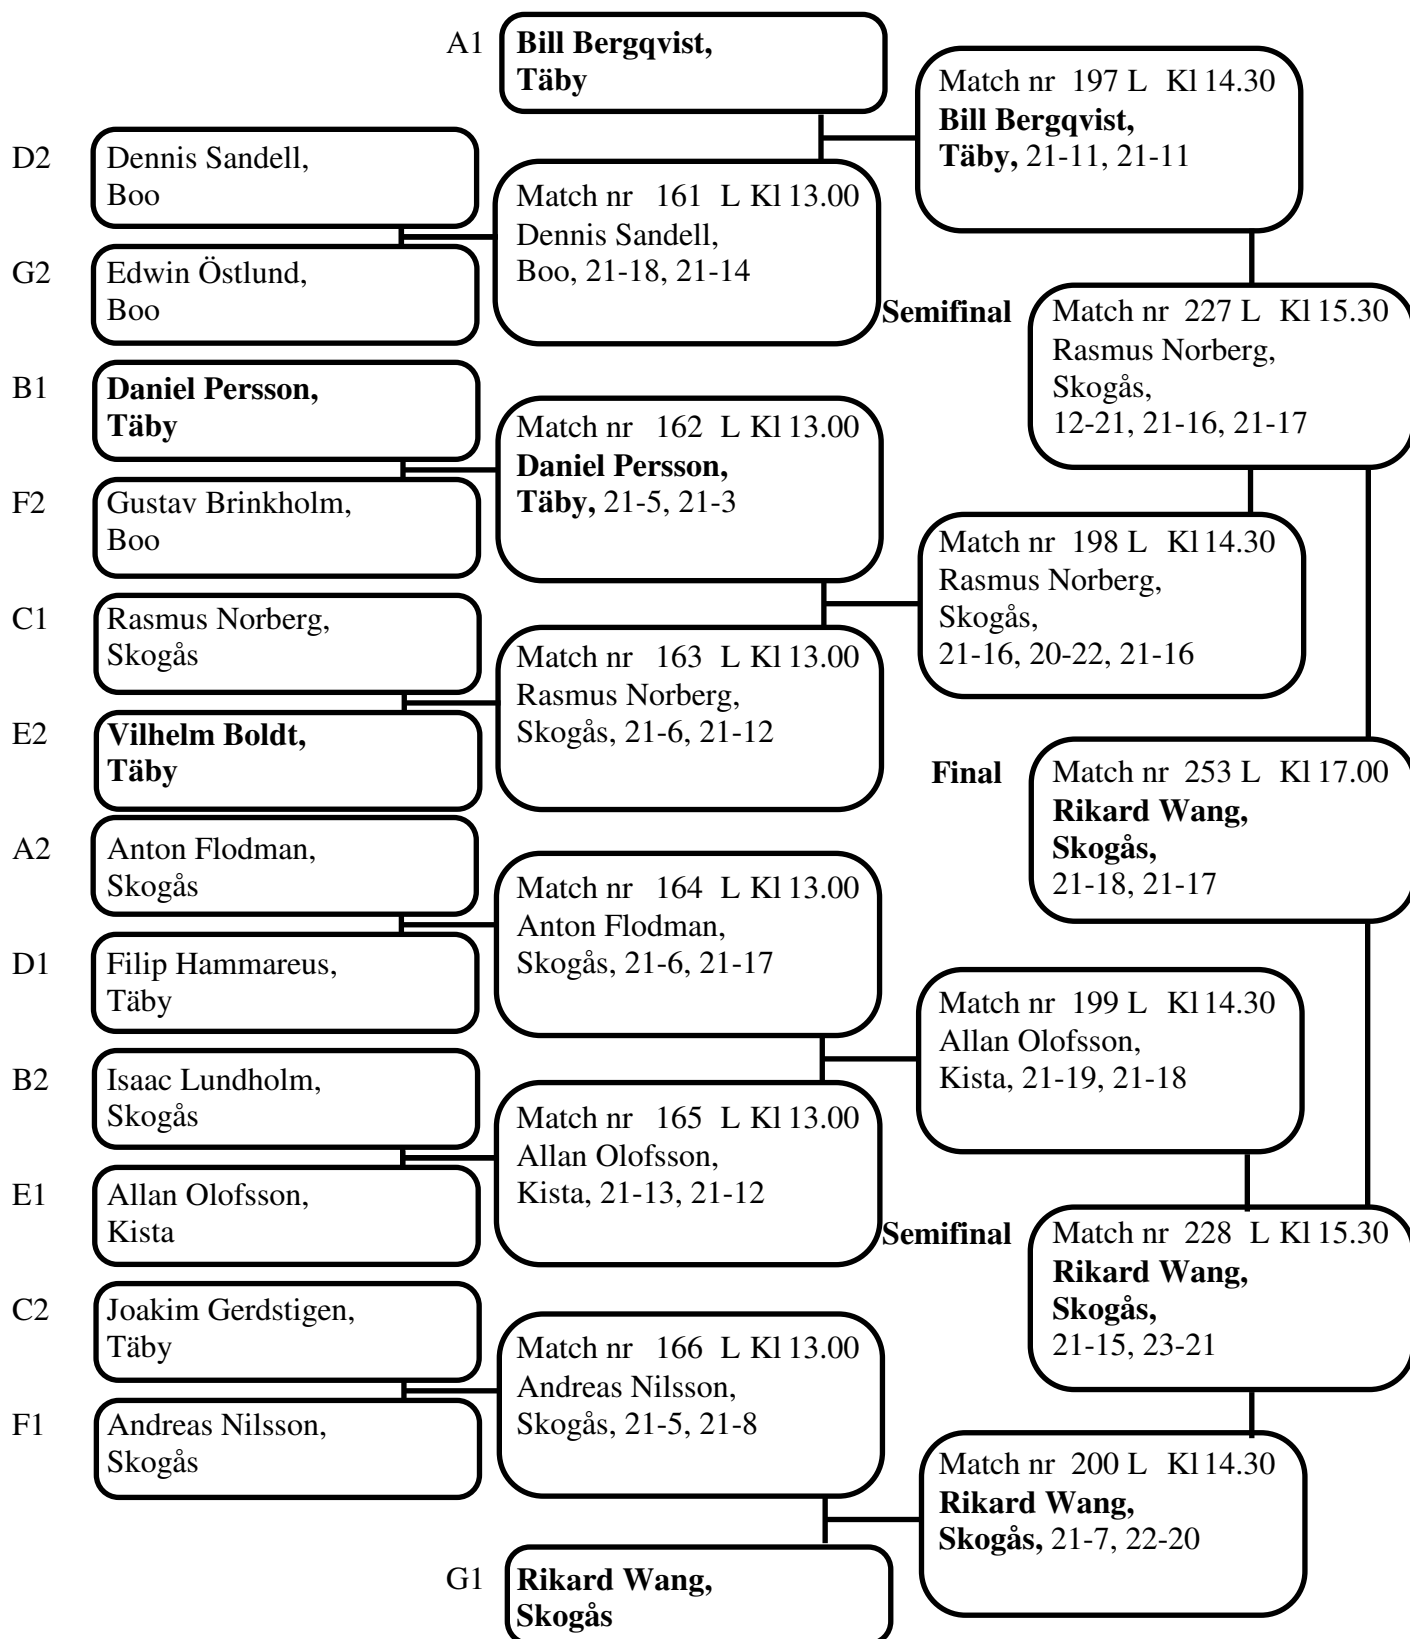 A1
Bill Bergqvist,
Täby
Match nr 197 L Kl 14.30
Bill Bergqvist,
Täby, 21-11, 21-11
D2
Dennis Sandell,
Boo
Match nr 161 L Kl 13.00
Dennis Sandell,
Boo, 21-18, 21-14
G2
Edwin Östlund,
Boo
Semifinal
Match nr 227 L Kl 15.30
Rasmus Norberg,
Skogås,
12-21, 21-16, 21-17
B1
Daniel Persson,
Täby
Match nr 162 L Kl 13.00
Daniel Persson,
Täby, 21-5, 21-3
F2
Gustav Brinkholm,
Boo
Match nr 198 L Kl 14.30
Rasmus Norberg,
Skogås,
21-16, 20-22, 21-16
C1
Rasmus Norberg,
Skogås
Match nr 163 L Kl 13.00
Rasmus Norberg,
Skogås, 21-6, 21-12
E2
Vilhelm Boldt,
Täby
Final
Match nr 253 L Kl 17.00
Rikard Wang,
Skogås,
21-18, 21-17
A2
Anton Flodman,
Skogås
Match nr 164 L Kl 13.00
Anton Flodman,
Skogås, 21-6, 21-17
D1
Filip Hammareus,
Täby
Match nr 199 L Kl 14.30
Allan Olofsson,
Kista, 21-19, 21-18
B2
Isaac Lundholm,
Skogås
Match nr 165 L Kl 13.00
Allan Olofsson,
Kista, 21-13, 21-12
E1
Allan Olofsson,
Kista
Semifinal
Match nr 228 L Kl 15.30
Rikard Wang,
Skogås,
21-15, 23-21
C2
Joakim Gerdstigen,
Täby
Match nr 166 L Kl 13.00
Andreas Nilsson,
Skogås, 21-5, 21-8
F1
Andreas Nilsson,
Skogås
Match nr 200 L Kl 14.30
Rikard Wang,
Skogås, 21-7, 22-20
G1
Rikard Wang,
Skogås